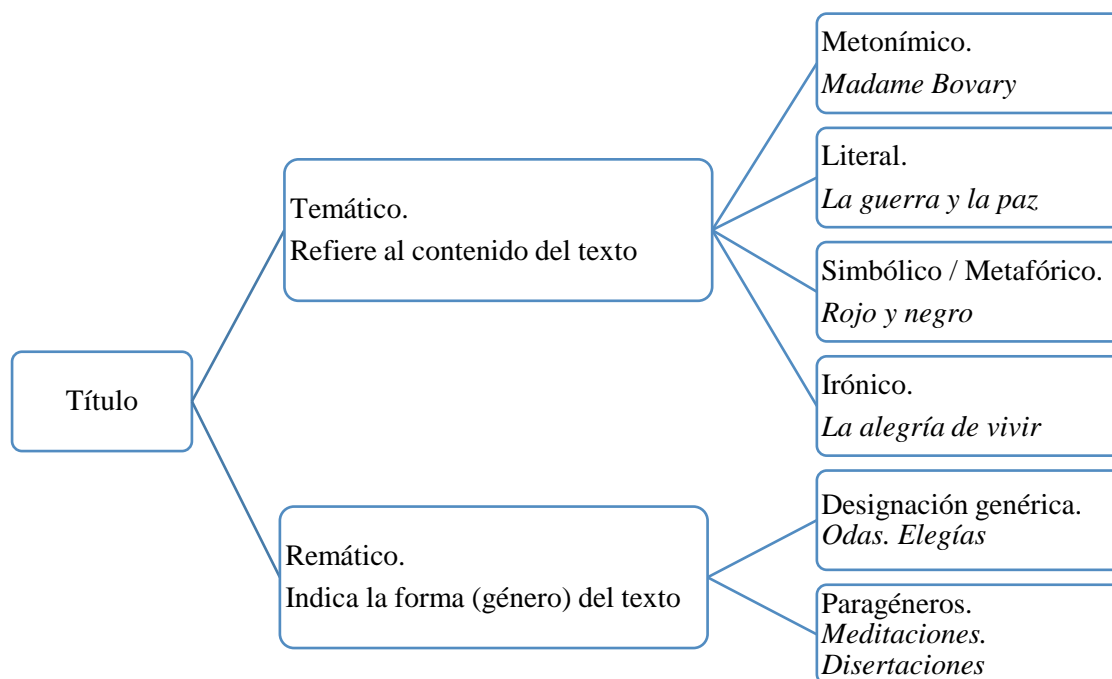 Título
Temático.
Refiere al contenido del texto
Metonímico.
Madame Bovary
Literal.
La guerra y la paz
Simbólico / Metafórico.
Rojo y negro
Irónico.
La alegría de vivir
Remático.
Indica la forma (género) del texto
Designación genérica.
Odas. Elegías
Paragéneros.
Meditaciones.
Disertaciones